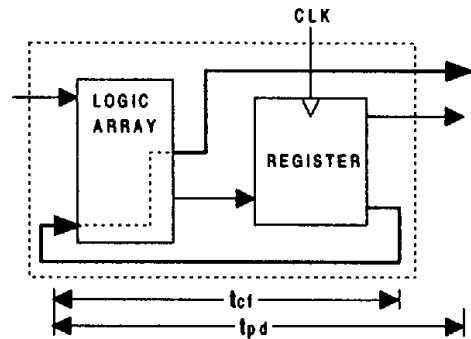 CLK
LOGIC
ARRAY
REGISTER
tcf
tpd